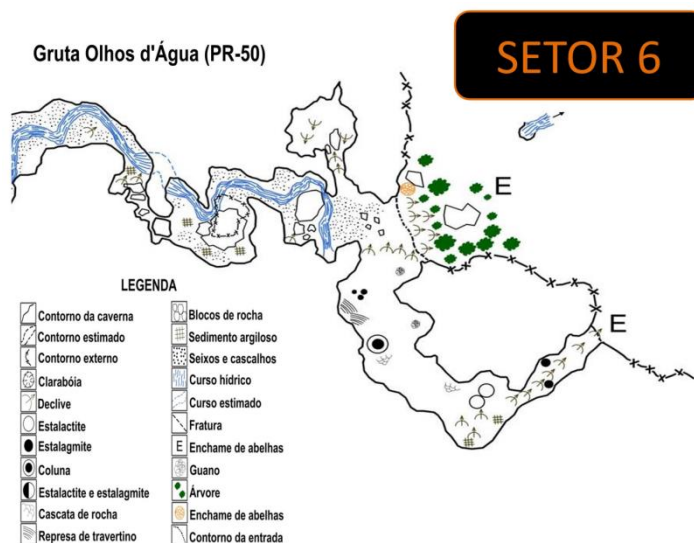 Gruta Olhos d'Água (PR-50)
SETOR 6
E
E
LEGENDA
Contorno da caverna
Contorno estimado
Contorno externo
Clarabóia
Declive
Estalactite
Estalagmite
Coluna
Estalactite e estalagmite
Cascata de rocha
Represa de travertino
Blocos de rocha
Sedimento argiloso
Seixos e cascalhos
Curso hídrico
Curso estimado
Fratura
E Enchame de abelhas
Guano
Árvore
Enchame de abelhas
Contorno da entrada